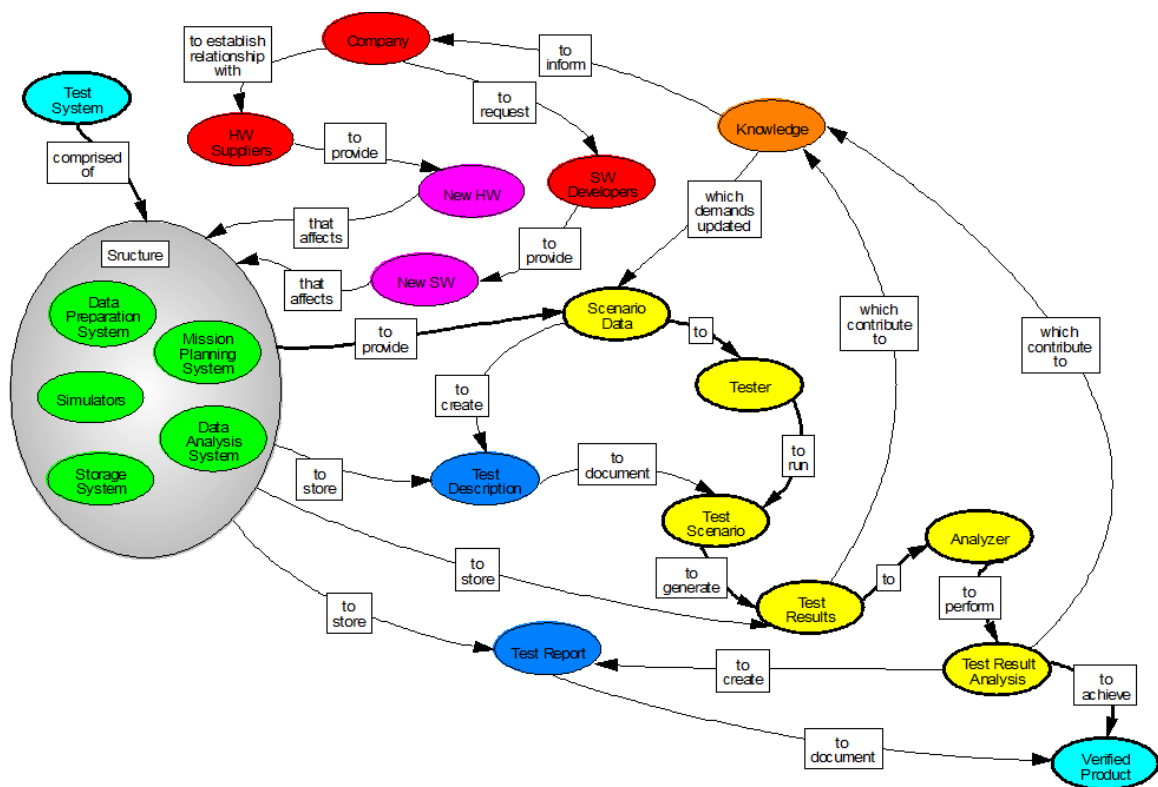 to establish
relationship
with
Company
to
inform
Test
System
to
request
HW
Suppliers
to
provide
Knowledge
comprised
of
New HW
SW
Developers
which
demands
updated
that
affects
to
provide
Sructure
that
affects
New SW
Data
Preparation
System
Mission
Planning
System
to
provide
Scenario
Data
to
which
contribute
to
which
contribute
to
Simulators
to
create
Tester
Data
Analysis
System
Storage
System
to
store
Test
Description
to
document
to
run
Test
Scenario
Analyzer
to
store
to
generate
Test
Results
to
to
perform
to
store
Test Report
to
create
Test Result
Analysis
to
achieve
to
document
Verified
Product